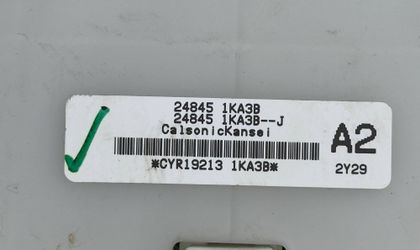 24845 1KA3B
24845 1KA3B--J
CalsonicKansei
A2
*CYR19213 1KA3B*
2Y29